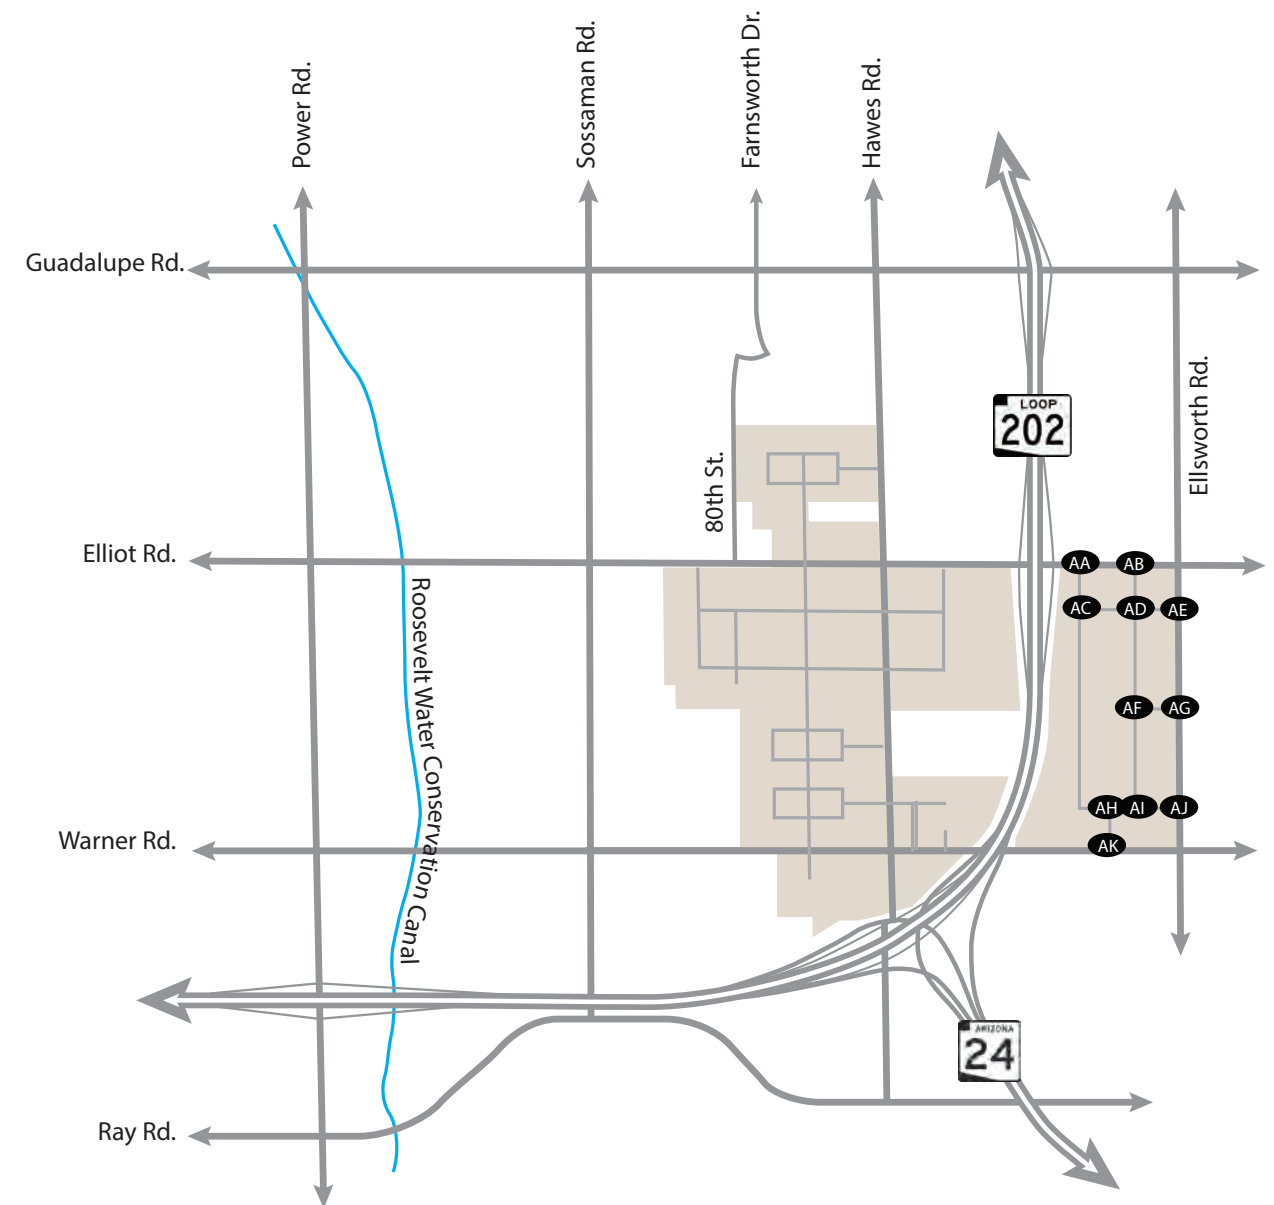 Power Rd.
Sossaman Rd.
Farnsworth Dr.
Hawes Rd.
Guadalupe Rd.
LOOP
202
Ellsworth Rd.
80th St.
Elliot Rd.
AA
AB
AC
AD
AE
Roosevelt Water Conservation Canal
AF
AG
AH
AI
AJ
Warner Rd.
AK
ARIZONA
24
Ray Rd.